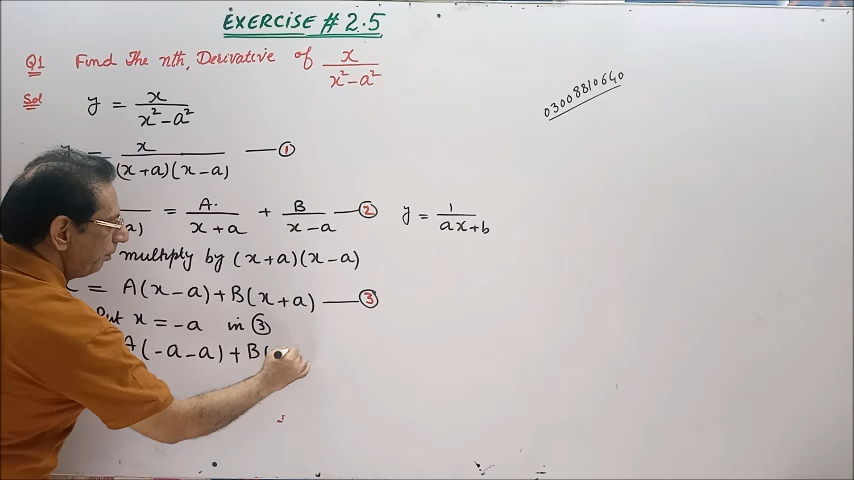 EXERCISE # 2.5
Q1 Find The nth, Derivative of x / x² - a²
Sol y = x / x² - a²
= x / (x+a)(x-a) — ①
= A. / x+a + B / x-a — ②
y = 1 / ax+b
multiply by (x+a)(x-a)
= A(x-a) + B(x+a) — ③
Put x = -a in ③
A(-a-a) + B(
03008810640